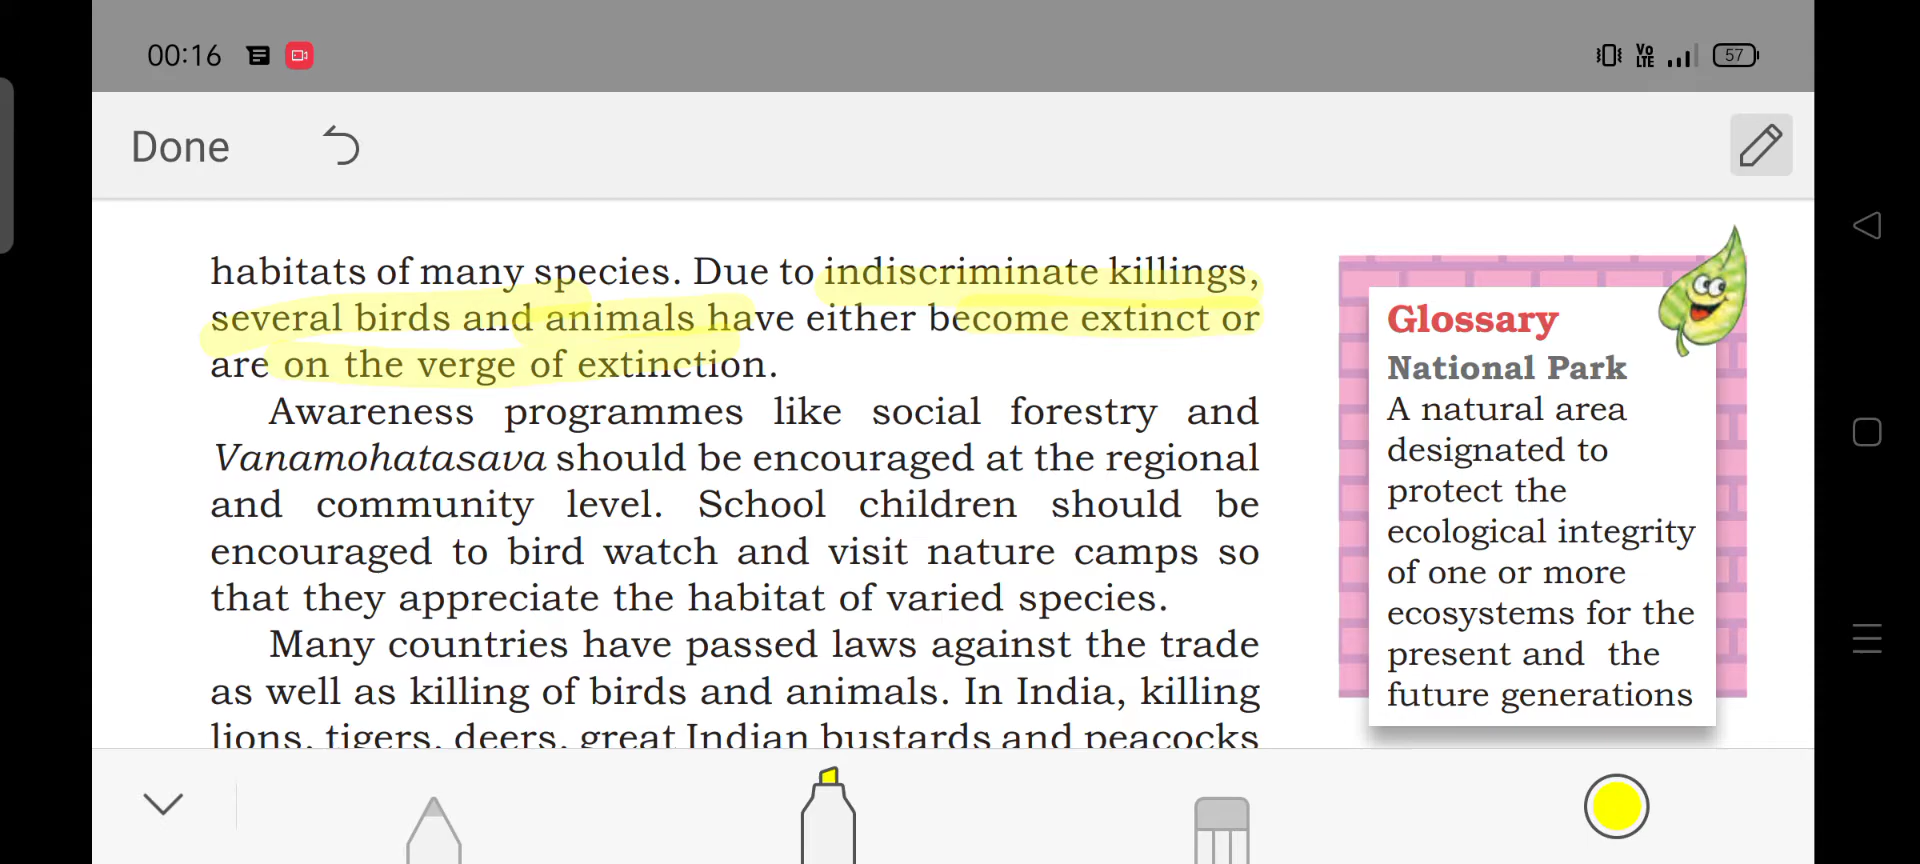 00:16
Vo
LTE
57
Done
habitats of many species. Due to indiscriminate killings,
several birds and animals have either become extinct or
are on the verge of extinction.
Awareness programmes like social forestry and
Vanamohatasava should be encouraged at the regional
and community level. School children should be
encouraged to bird watch and visit nature camps so
that they appreciate the habitat of varied species.
Many countries have passed laws against the trade
as well as killing of birds and animals. In India, killing
lions, tigers, deers, great Indian bustards and peacocks
Glossary
National Park
A natural area
designated to
protect the
ecological integrity
of one or more
ecosystems for the
present and the
future generations